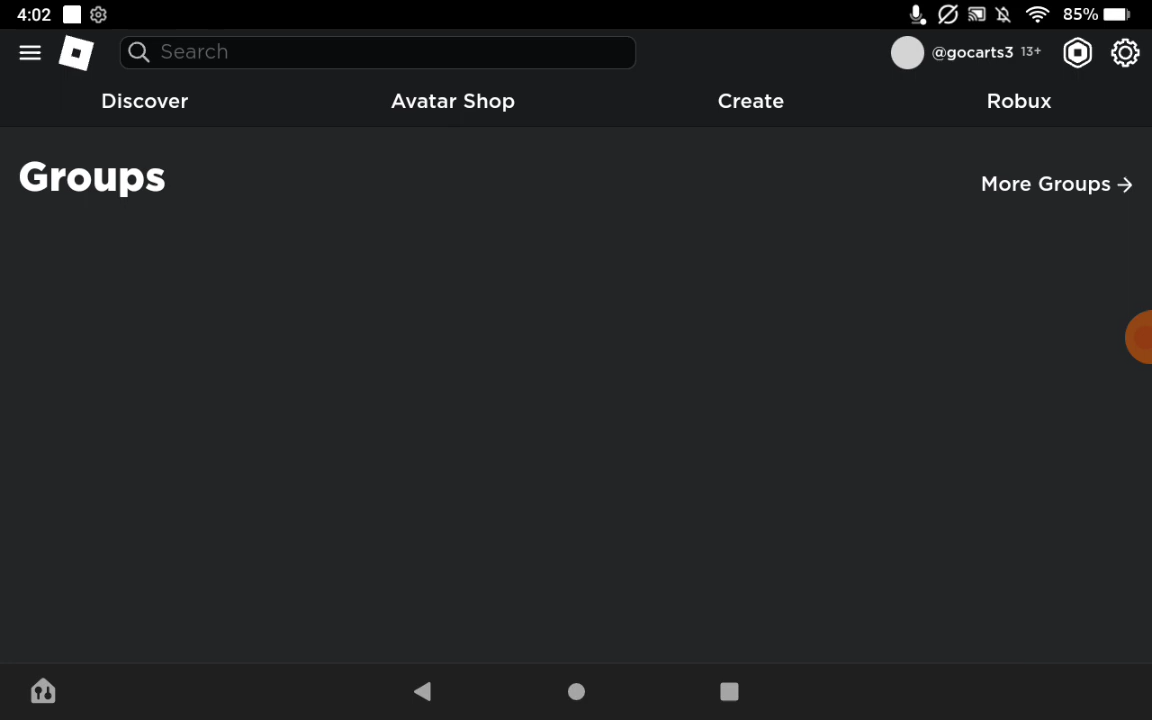 4:02
85%
Search
@gocarts3 13+
Discover
Avatar Shop
Create
Robux
Groups
More Groups →